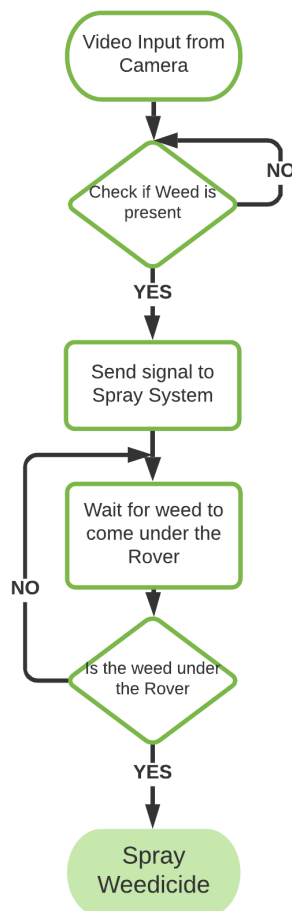 Video Input from
Camera
Check if Weed is
present
NO
YES
Send signal to
Spray System
Wait for weed to
come under the
Rover
NO
Is the weed under
the Rover
YES
Spray
Weedicide